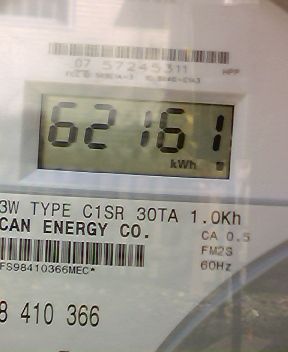 07 57245311 HPP
62161
kWh
3W TYPE C1SR 30TA 1.0Kh
CAN ENERGY CO.
CA 0.5
FM2S
60Hz
FS98410366MEC*
8 410 366